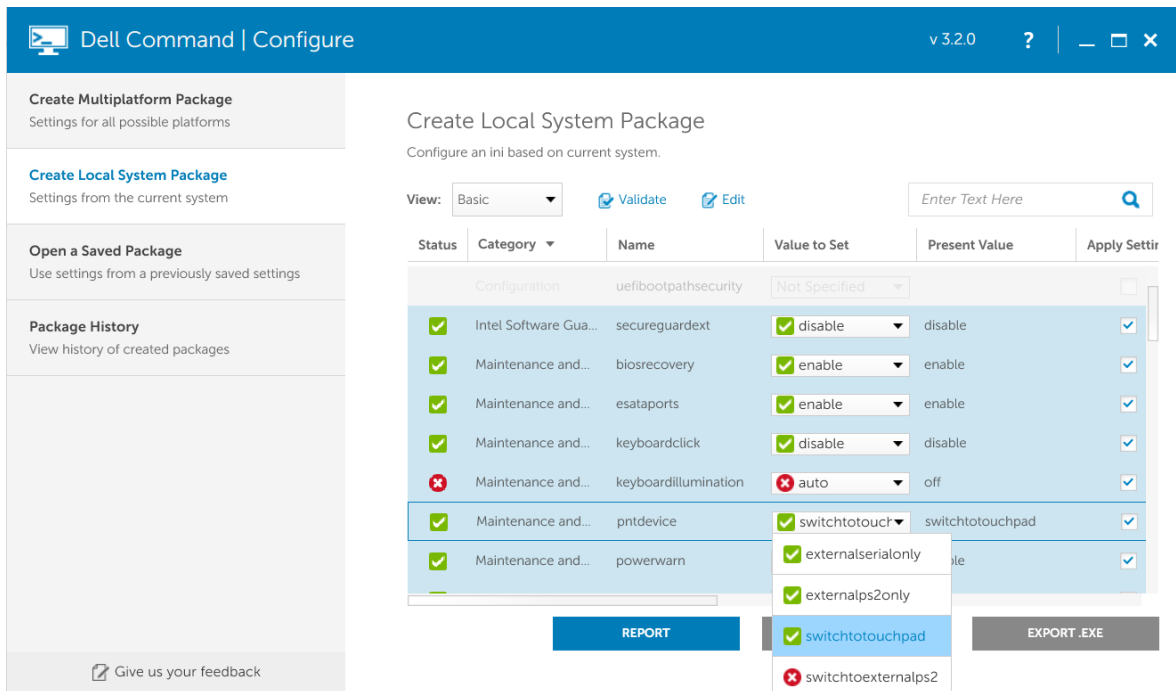 Dell Command | Configure
v 3.2.0
?
Create Multiplatform Package
Settings for all possible platforms
Create Local System Package
Settings from the current system
Open a Saved Package
Use settings from a previously saved settings
Package History
View history of created packages
Give us your feedback
Create Local System Package
Configure an ini based on current system.
View: Basic Validate Edit Enter Text Here
Status Category Name Value to Set Present Value Apply Settin
Configuration uefibootpathsecurity Not Specified
Intel Software Gua... secureguardext disable disable
Maintenance and... biosrecovery enable enable
Maintenance and... esataports enable enable
Maintenance and... keyboardclick disable disable
Maintenance and... keyboardillumination auto off
Maintenance and... pntdevice switchtotouch switchtotouchpad
Maintenance and... powerwarn
externalserialonly
externalps2only
switchtotouchpad
switchtoexternalps2
REPORT
EXPORT .EXE